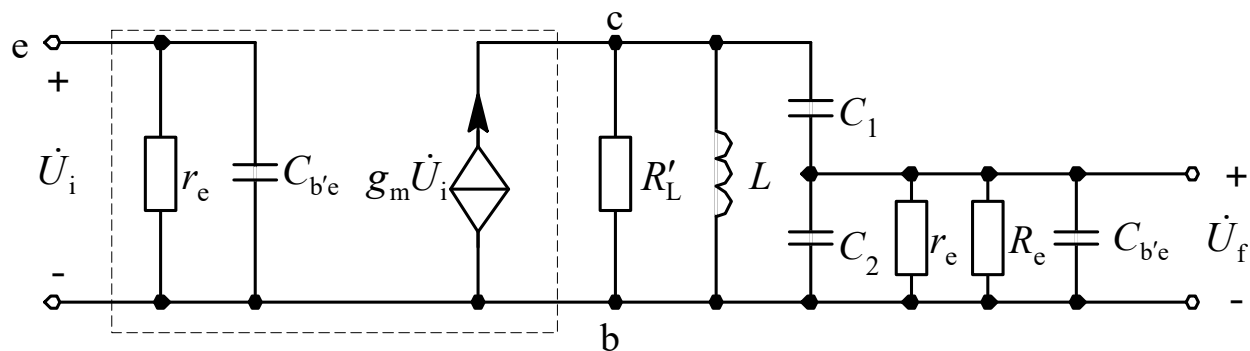 c
e
+
U̇i
-
re
Cb′e
gmU̇i
R′L
L
C1
C2
re
Re
Cb′e
+
U̇f
-
b